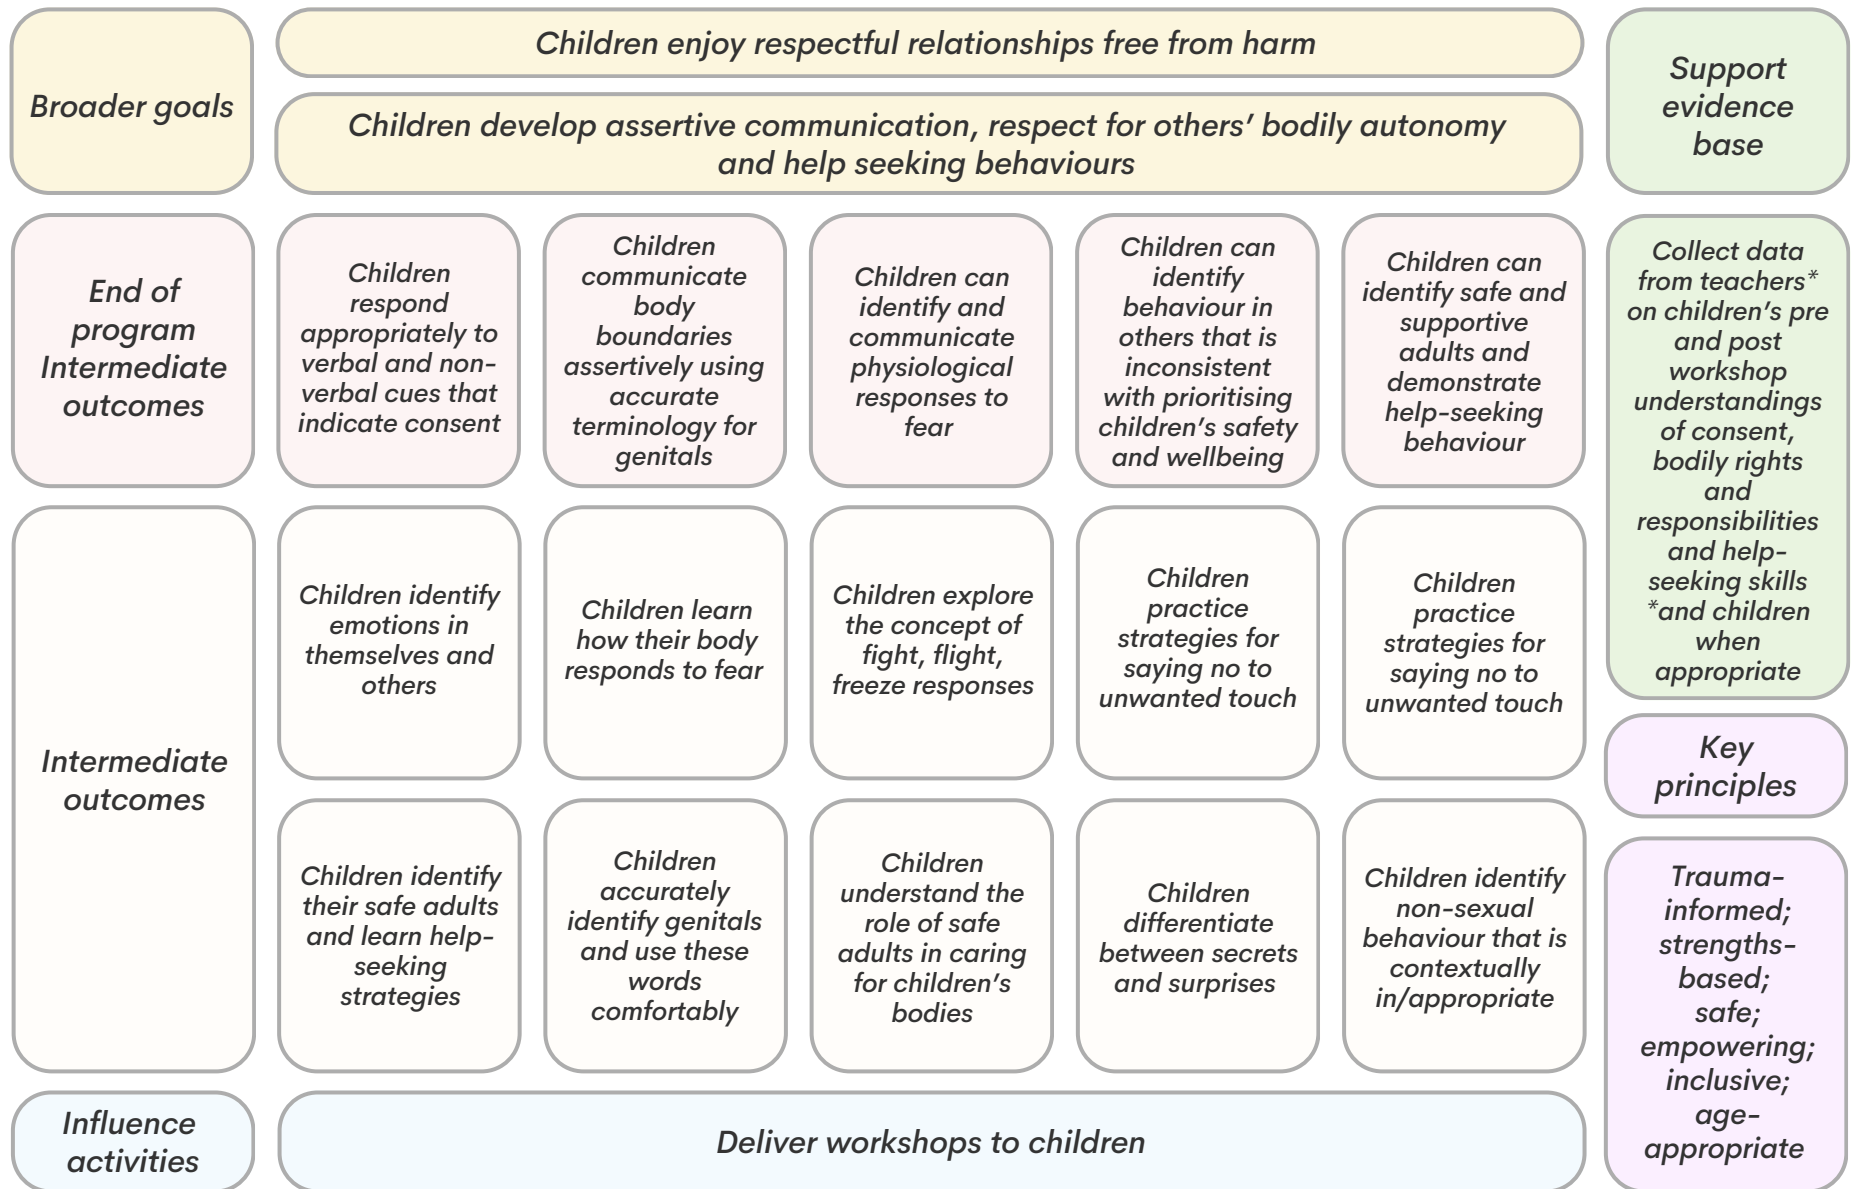 Broader goals
Children enjoy respectful relationships free from harm
Children develop assertive communication, respect for others’ bodily autonomy
and help seeking behaviours
Support
evidence
base
End of
program
Intermediate
outcomes
Children
respond
appropriately to
verbal and non-
verbal cues that
indicate consent
Children
communicate
body
boundaries
assertively using
accurate
terminology for
genitals
Children can
identify and
communicate
physiological
responses to
fear
Children can
identify
behaviour in
others that is
inconsistent
with prioritising
children’s safety
and wellbeing
Children can
identify safe and
supportive
adults and
demonstrate
help-seeking
behaviour
Collect data
from teachers*
on children’s pre
and post
workshop
understandings
of consent,
bodily rights
and
responsibilities
and help-
seeking skills
*and children
when
appropriate
Intermediate
outcomes
Children identify
emotions in
themselves and
others
Children learn
how their body
responds to fear
Children explore
the concept of
fight, flight,
freeze responses
Children
practice
strategies for
saying no to
unwanted touch
Children
practice
strategies for
saying no to
unwanted touch
Key
principles
Children identify
their safe adults
and learn help-
seeking
strategies
Children
accurately
identify genitals
and use these
words
comfortably
Children
understand the
role of safe
adults in caring
for children’s
bodies
Children
differentiate
between secrets
and surprises
Children identify
non-sexual
behaviour that is
contextually
in/appropriate
Trauma-
informed;
strengths-
based;
safe;
empowering;
inclusive;
age-
appropriate
Influence
activities
Deliver workshops to children